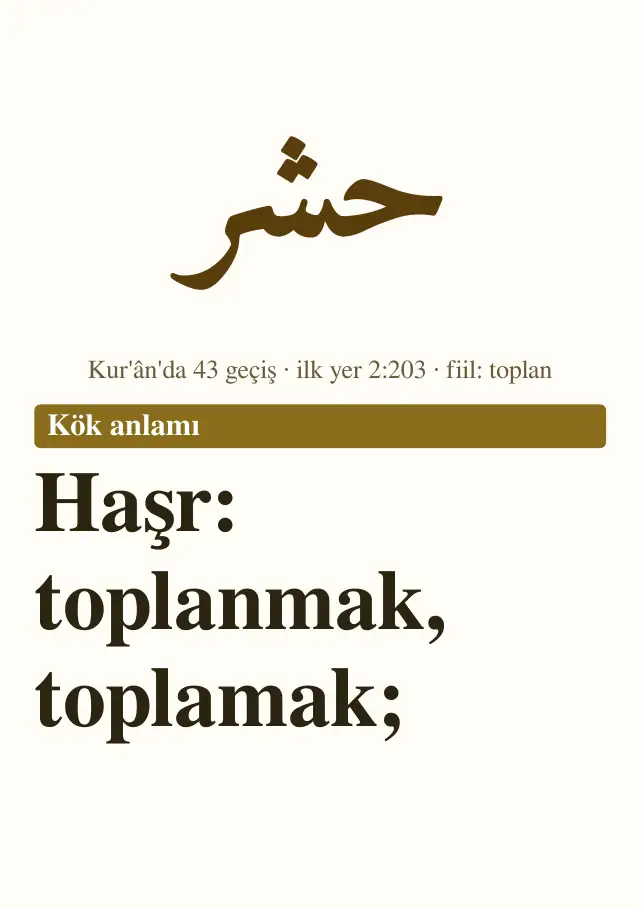 حشر
Kur'ân'da 43 geçiş · ilk yer 2:203 · fiil: toplan
Kök anlamı
Haşr:
toplanmak,
toplamak;